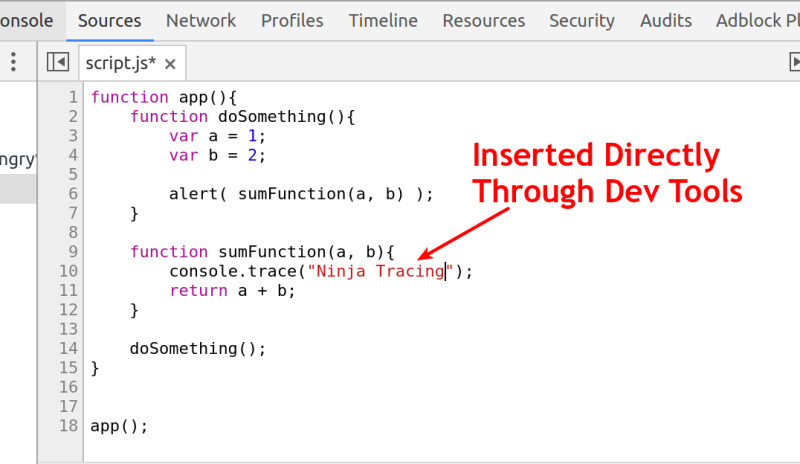 onsole Sources Network Profiles Timeline Resources Security Audits Adblock Pl
script.js* ×
1 function app(){
2 function doSomething(){
3 var a = 1;
4 var b = 2;
5
6 alert( sumFunction(a, b) );
7 }
8
9 function sumFunction(a, b){
10 console.trace("Ninja Tracing");
11 return a + b;
12 }
13
14 doSomething();
15 }
16
17
18 app();
ngry'
Inserted Directly
Through Dev Tools